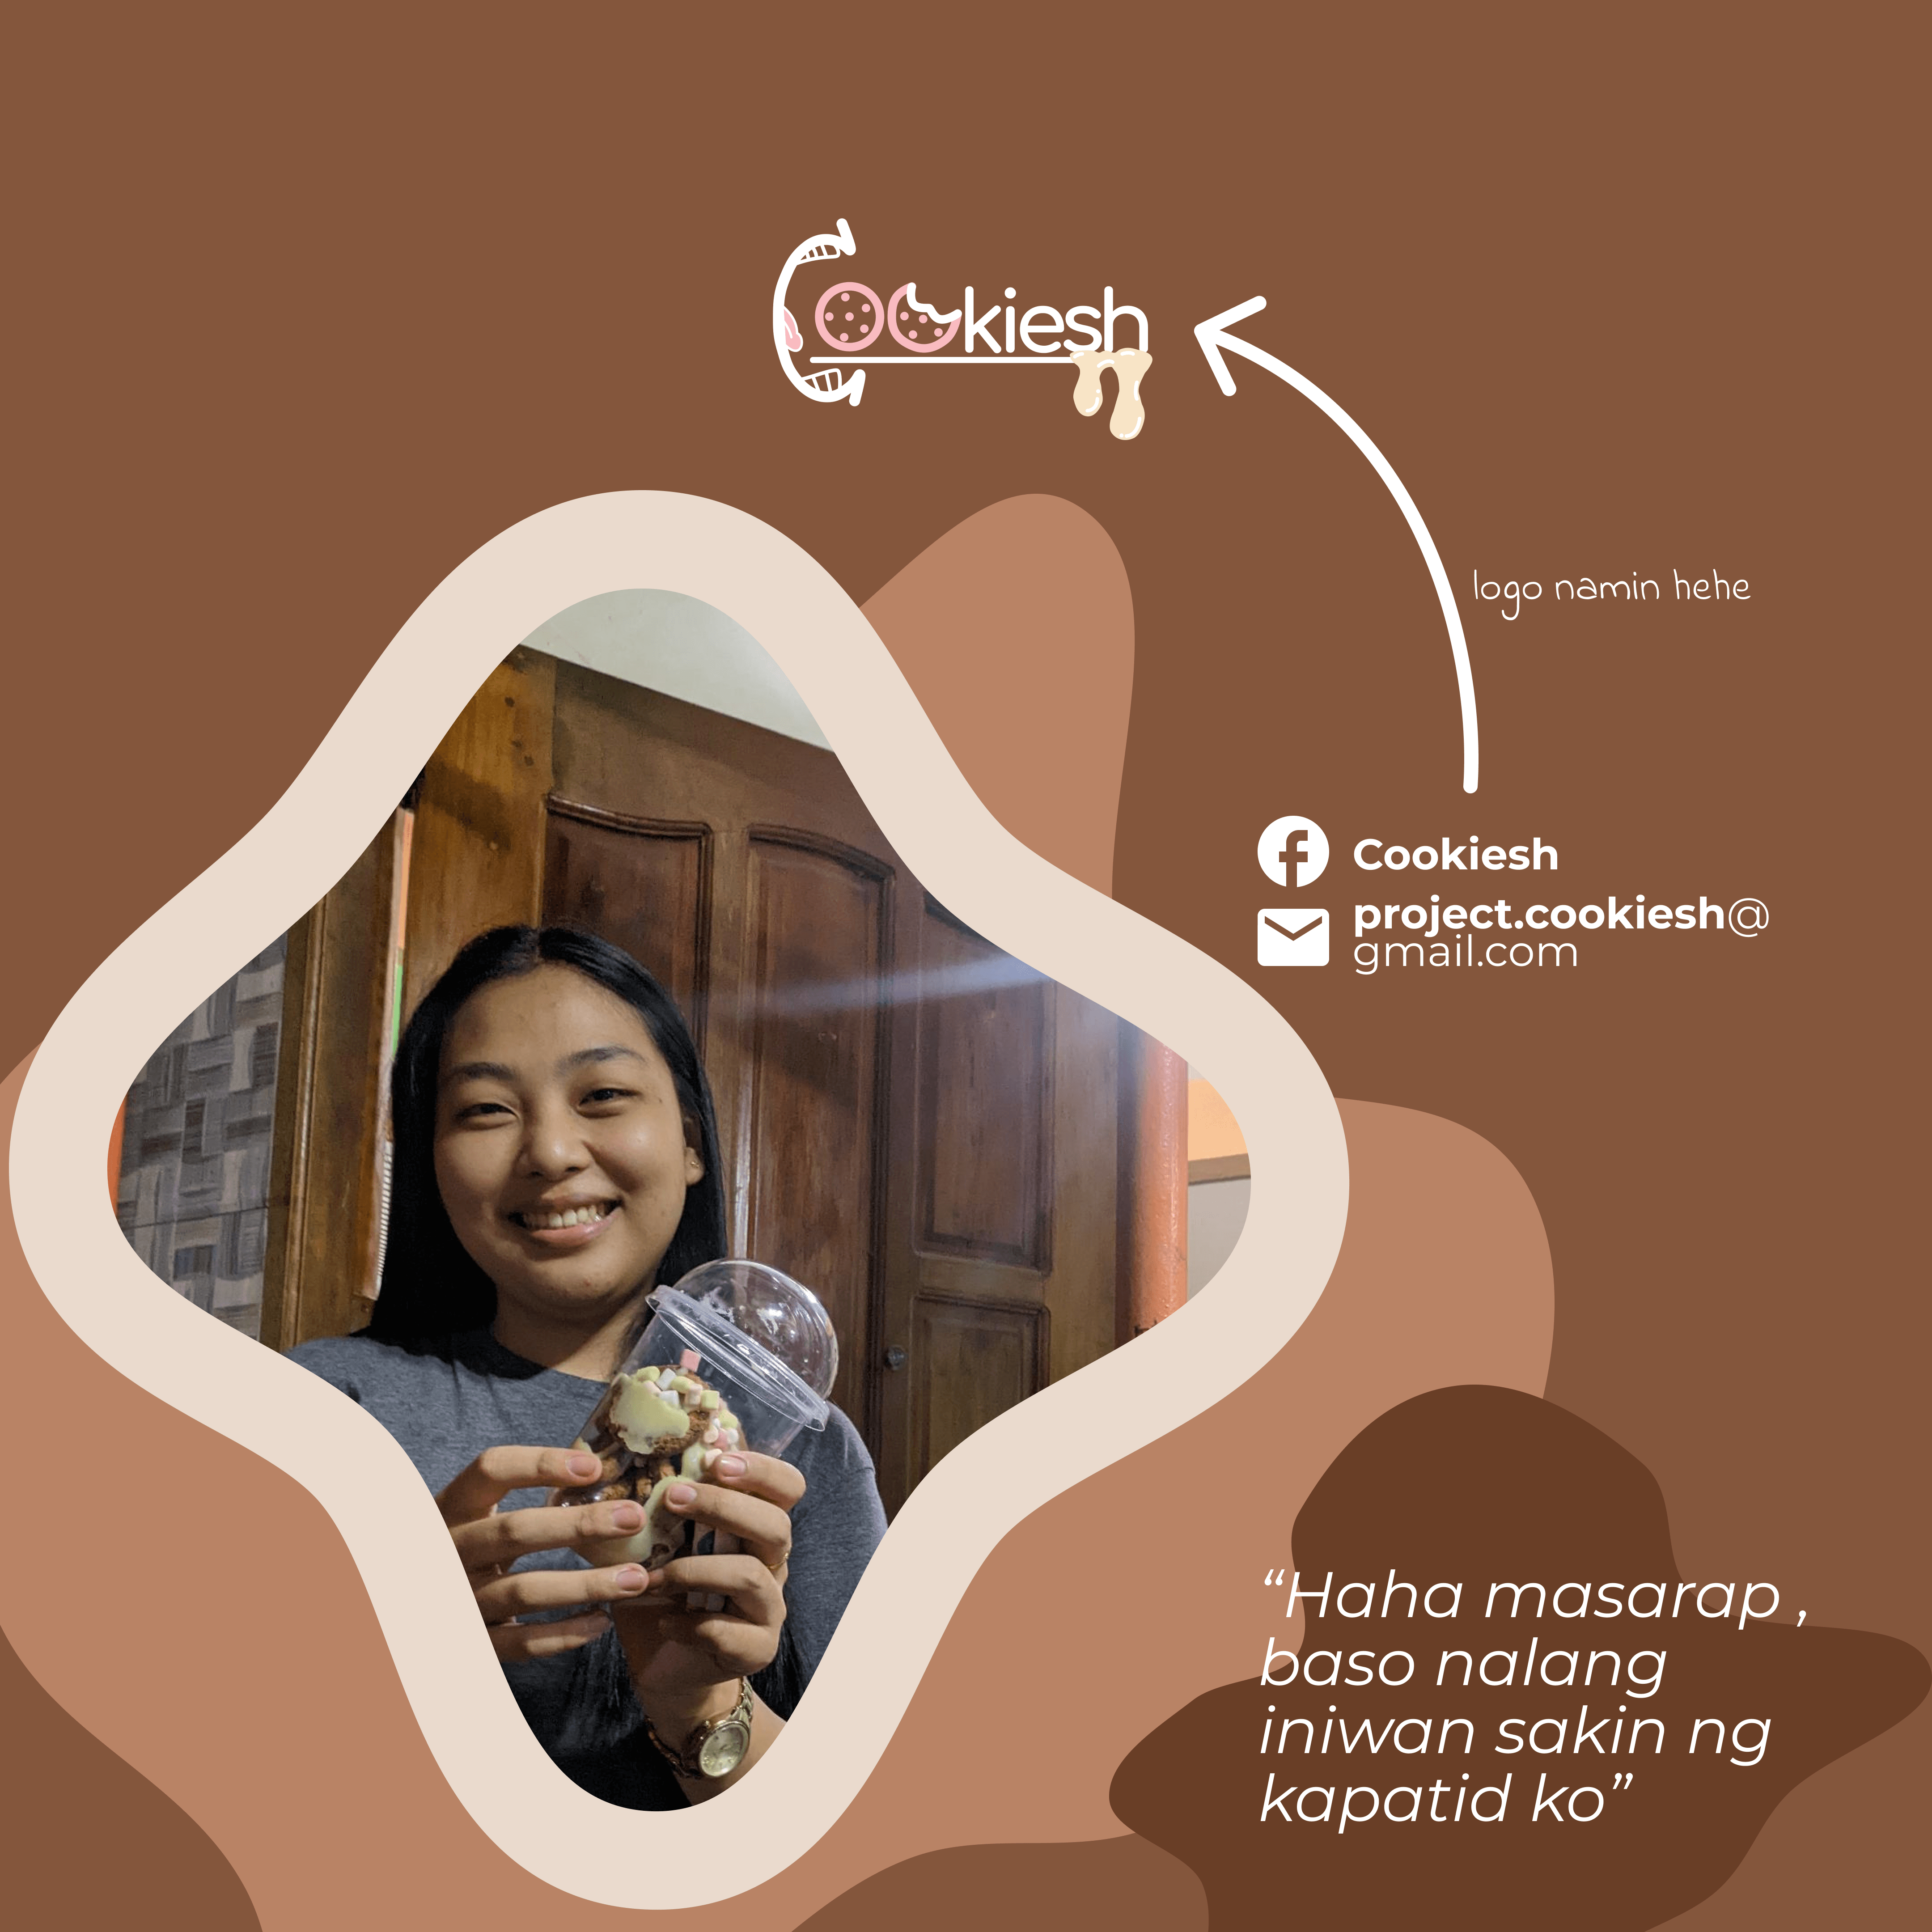 Cookiesh
logo namin hehe
Cookiesh
project.cookiesh@
gmail.com
“Haha masarap ,
baso nalang
iniwan sakin ng
kapatid ko”